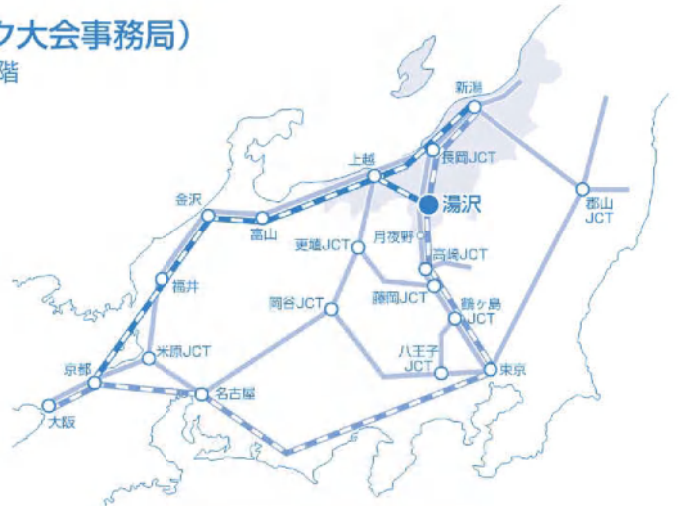 ク大会事務局）
階
新潟
長岡JCT
上越
湯沢
郡山
JCT
金沢
富山
更埴JCT
月夜野
高崎JCT
福井
岡谷JCT
藤岡JCT
鶴ヶ島
JCT
米原JCT
八王子
JCT
東京
京都
名古屋
大阪